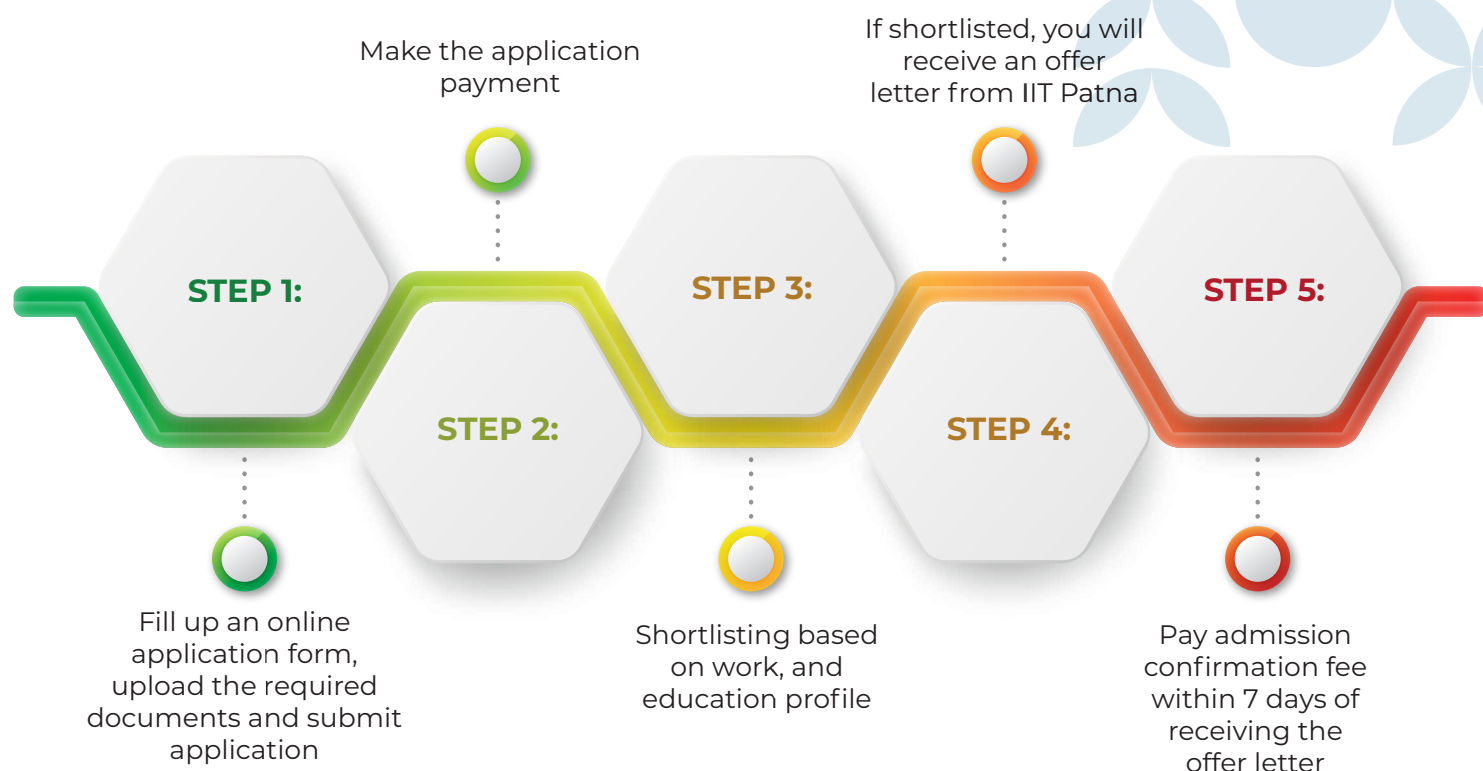 STEP 1:
Fill up an online
application form,
upload the required
documents and submit
application
Make the application
payment
STEP 2:
STEP 3:
Shortlisting based
on work, and
education profile
If shortlisted, you will
receive an offer
letter from IIT Patna
STEP 4:
STEP 5:
Pay admission
confirmation fee
within 7 days of
receiving the
offer letter